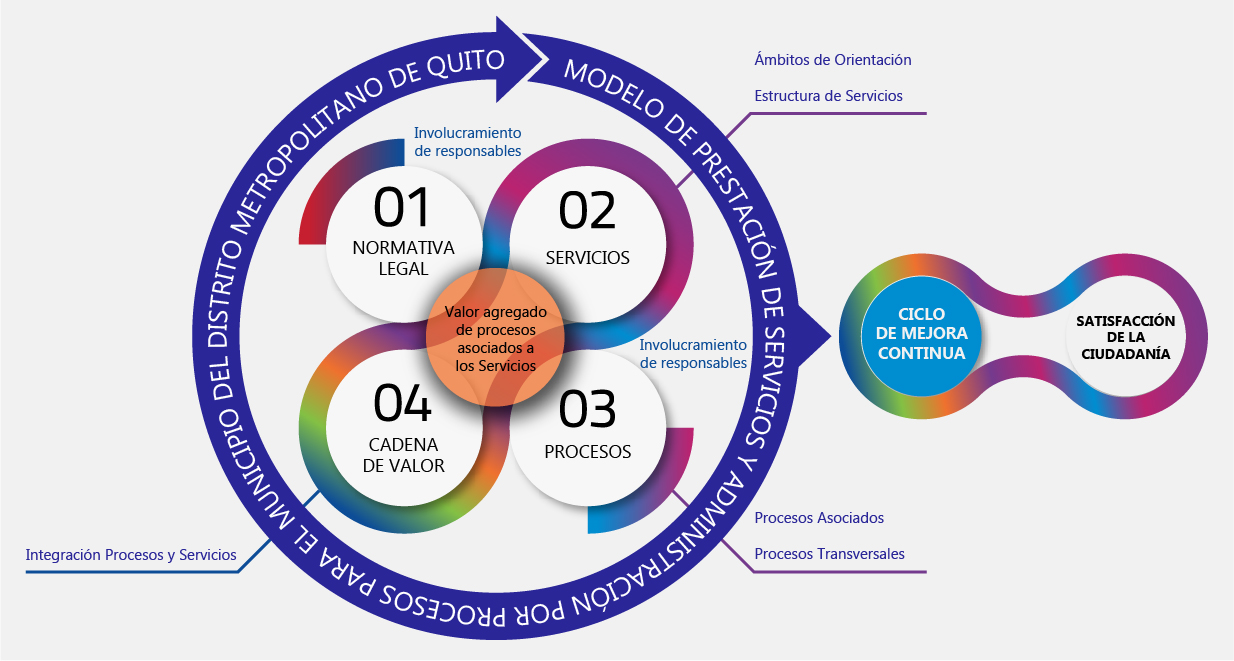 MODELO DE PRESTACIÓN DE SERVICIOS Y ADMINISTRACIÓN POR PROCESOS PARA EL MUNICIPIO DEL DISTRITO METROPOLITANO DE QUITO
Ámbitos de Orientación
Estructura de Servicios
Involucramiento
de responsables
01
NORMATIVA
LEGAL
02
SERVICIOS
Valor agregado
de procesos
asociados a
los Servicios
Involucramiento
de responsables
03
PROCESOS
04
CADENA
DE VALOR
CICLO
DE MEJORA
CONTINUA
SATISFACCIÓN
DE LA
CIUDADANÍA
Procesos Asociados
Procesos Transversales
Integración Procesos y Servicios